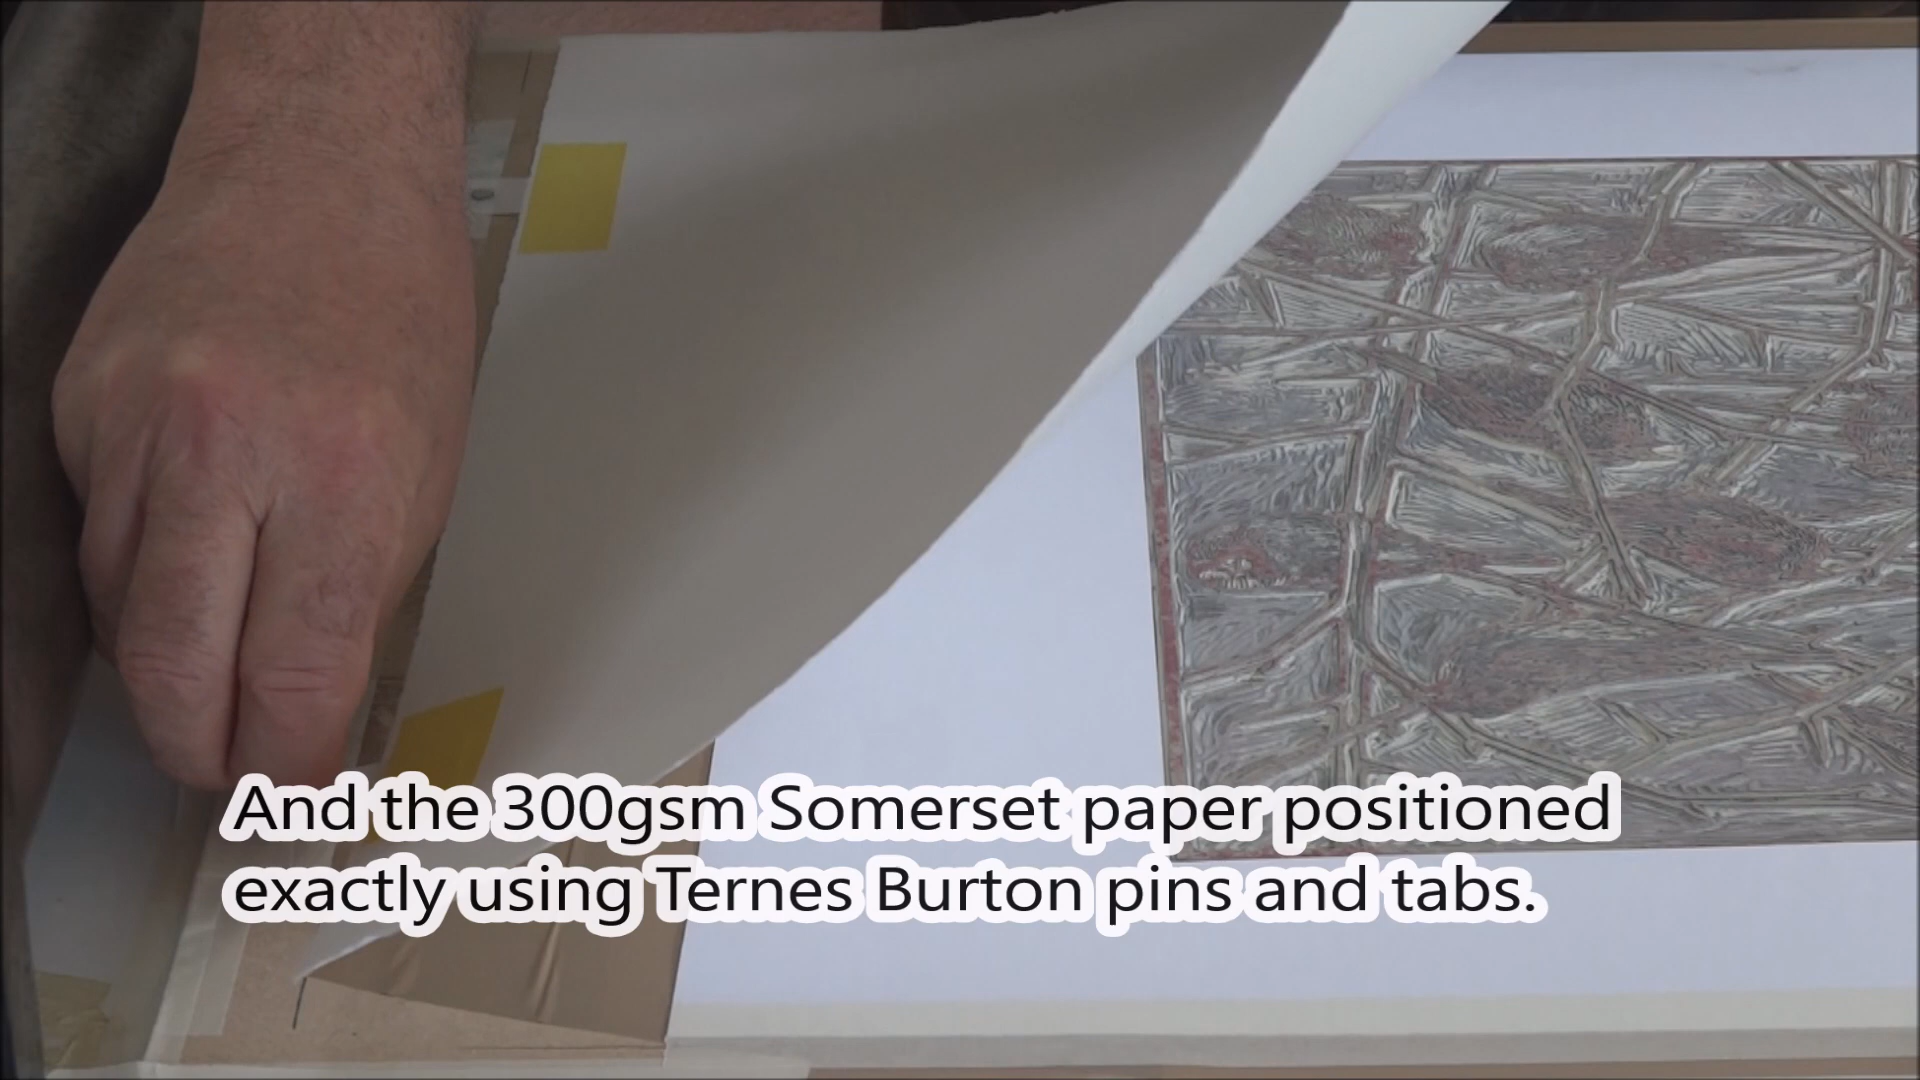 And the 300gsm Somerset paper positioned
exactly using Ternes Burton pins and tabs.